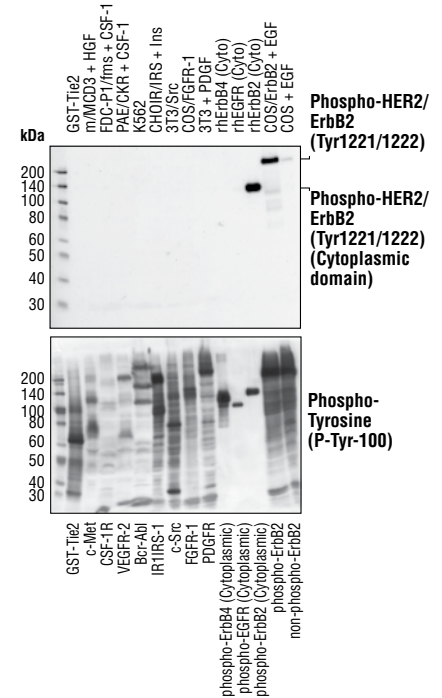 GST-Tie2
m/MCD3 + HGF
FDC-P1/fms + CSF-1
PAE/CKR + CSF-1
K562
CHOIR/IRS + Ins
3T3/Src
COS/FGFR-1
3T3 + PDGF
rhErbB4 (Cyto)
rhEGFR (Cyto)
rhErbB2 (Cyto)
COS/ErbB2 + EGF
COS + EGF
kDa
200
140
100
80
60
50
40
30
Phospho-HER2/
ErbB2
(Tyr1221/1222)
Phospho-HER2/
ErbB2
(Tyr1221/1222)
(Cytoplasmic
domain)
200
140
100
80
60
50
40
30
Phospho-
Tyrosine
(P-Tyr-100)
GST-Tie2
c-Met
CSF-1R
VEGFR-2
Bcr-Abl
IR1IRS-1
c-Src
FGFR-1
PDGFR
phospho-ErbB4 (Cytoplasmic)
phospho-EGFR (Cytoplasmic)
phospho-ErbB2 (Cytoplasmic)
phospho-ErbB2
non-phospho-ErbB2